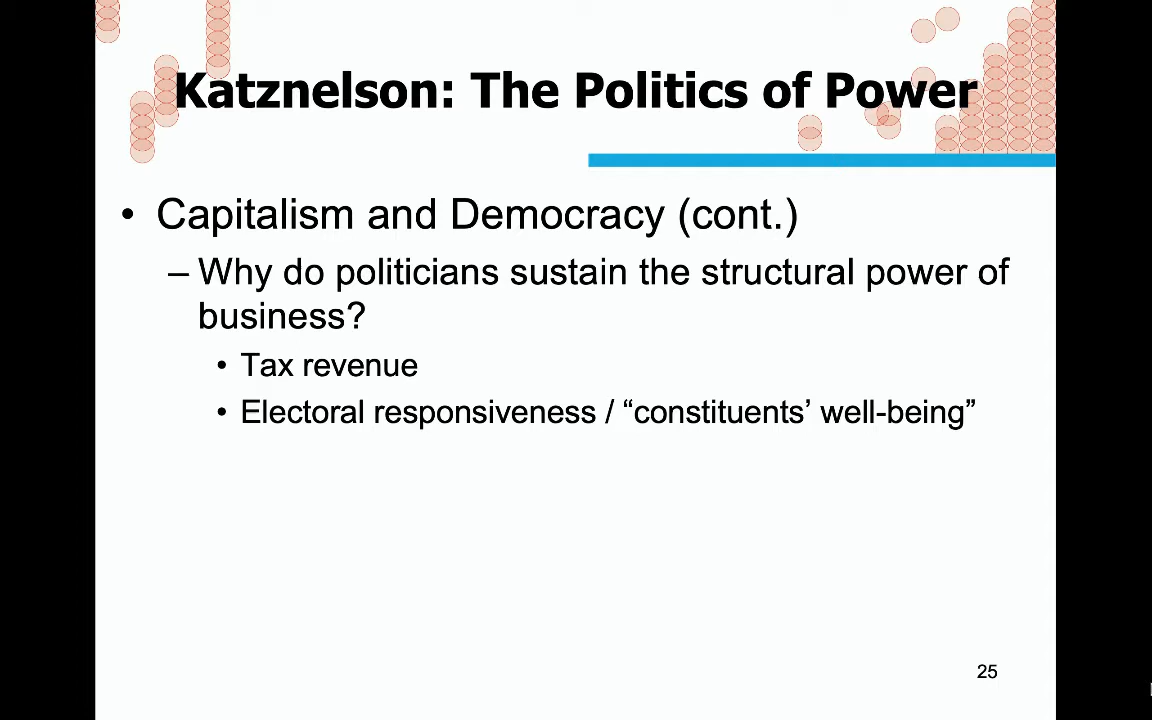 Katznelson: The Politics of Power
• Capitalism and Democracy (cont.)
– Why do politicians sustain the structural power of
business?
• Tax revenue
• Electoral responsiveness / “constituents’ well-being”
25